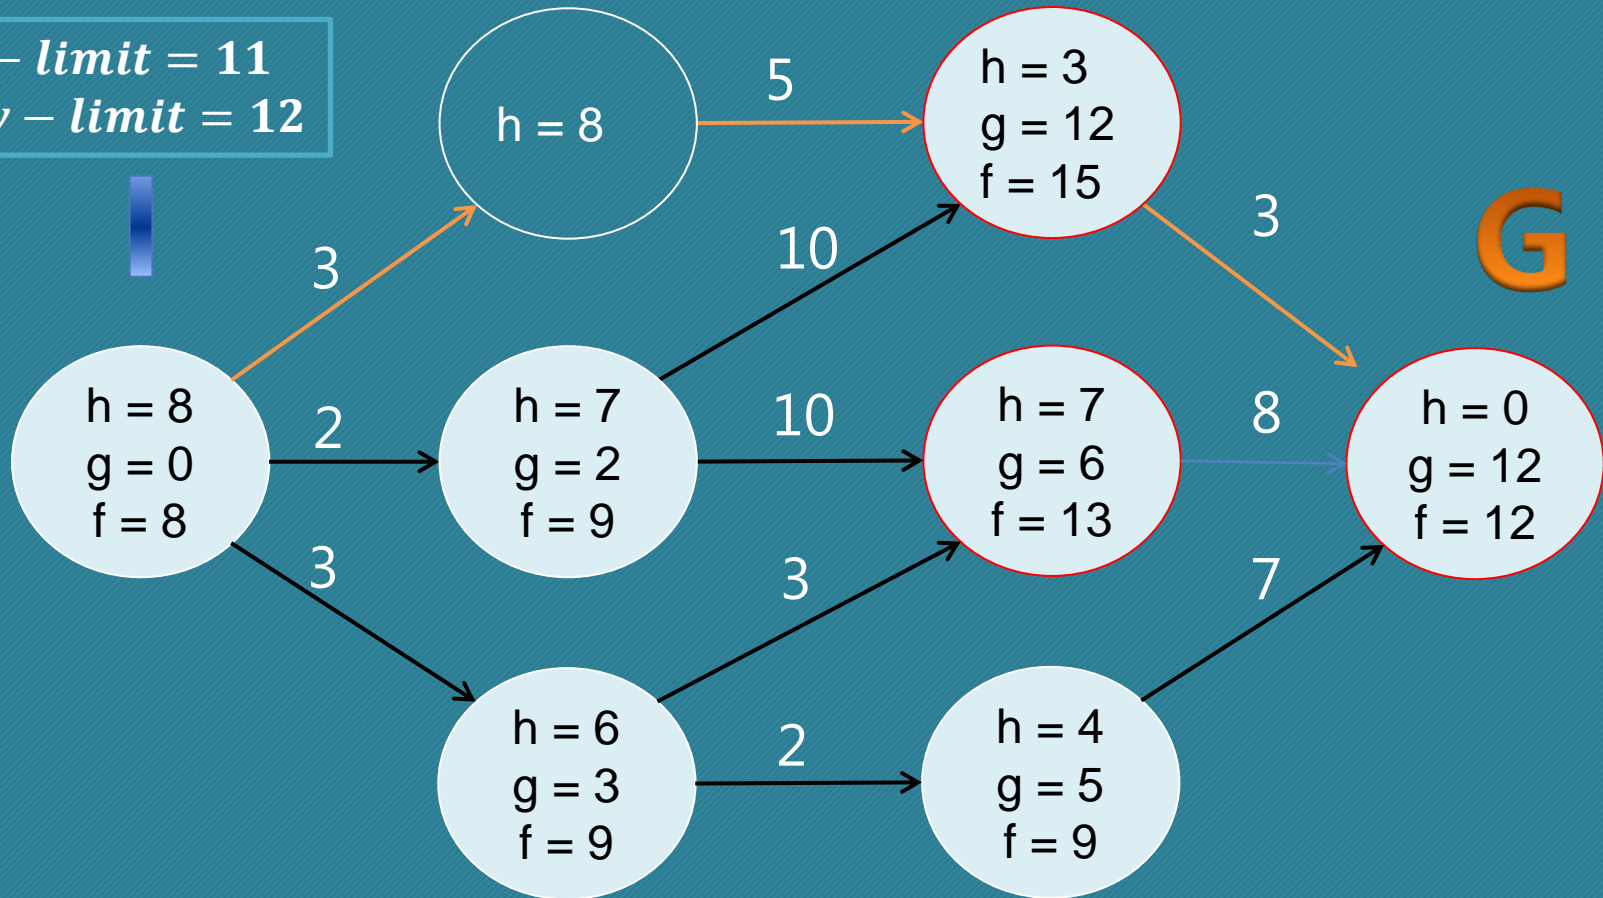 – limit = 11
– limit = 12
I
G
h = 8
5
h = 3
g = 12
f = 15
3
10
3
h = 8
g = 0
f = 8
2
h = 7
g = 2
f = 9
10
h = 7
g = 6
f = 13
8
h = 0
g = 12
f = 12
3
3
7
h = 6
g = 3
f = 9
2
h = 4
g = 5
f = 9